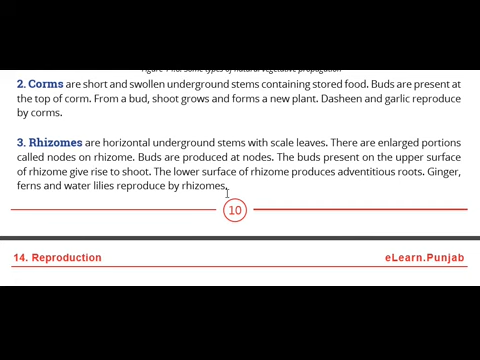 2. Corms are short and swollen underground stems containing stored food. Buds are present at
the top of corm. From a bud, shoot grows and forms a new plant. Dasheen and garlic reproduce
by corms.
3. Rhizomes are horizontal underground stems with scale leaves. There are enlarged portions
called nodes on rhizome. Buds are produced at nodes. The buds present on the upper surface
of rhizome give rise to shoot. The lower surface of rhizome produces adventitious roots. Ginger,
ferns and water lilies reproduce by rhizomes.
10
14. Reproduction
eLearn.Punjab